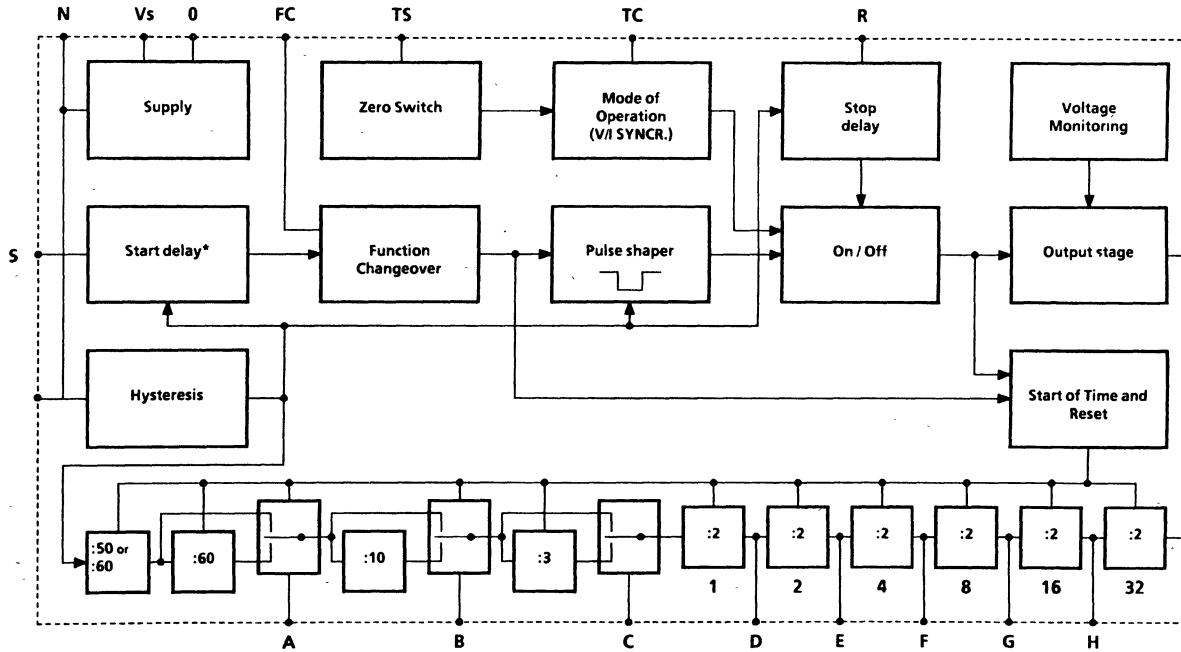 N Vs 0 FC TS TC R
Supply
Zero Switch
Mode of
Operation
(V/I SYNCR.)
Stop
delay
Voltage
Monitoring
S
Start delay*
Function
Changeover
Pulse shaper
On / Off
Output stage
Hysteresis
Start of Time and
Reset
:50 or
:60
:60
:10
:3
:2 :2 :2 :2 :2 :2
1 2 4 8 16 32
A B C D E F G H